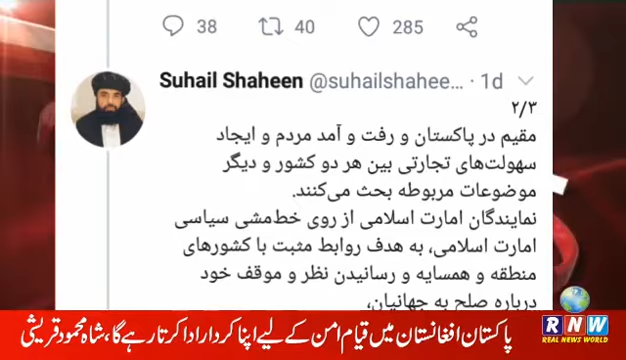 38 40 285
Suhail Shaheen @suhailshahee... · 1d
۲/۳
مقیم در پاکستان و رفت و آمد مردم و ایجاد
سهولت‌های تجارتی بین هر دو کشور و دیگر
موضوعات مربوطه بحث می‌کنند.
نمایندگان امارت اسلامی از روی خط‌مشی سیاسی
امارت اسلامی، به هدف روابط مثبت با کشورهای
منطقه و همسایه و رسانیدن نظر و موقف خود
درباره صلح به جهانیان،
پاکستان افغانستان میں قیام امن کے لیے اپنا کردار ادا کرتا رہے گا، شاہ محمود قریشی
RNW
REAL NEWS WORLD